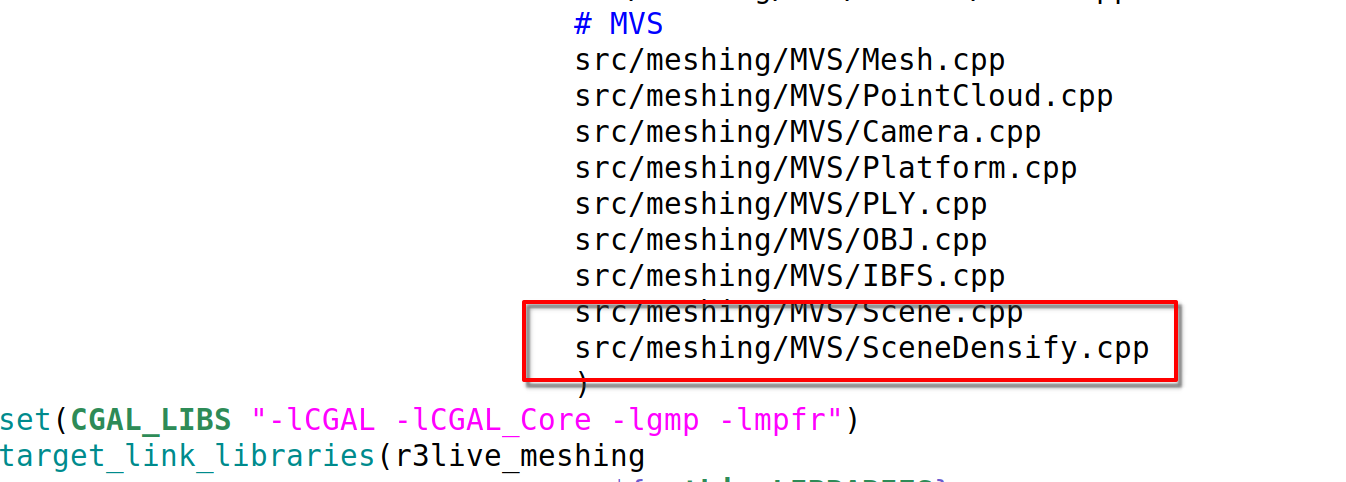 # MVS
src/meshing/MVS/Mesh.cpp
src/meshing/MVS/PointCloud.cpp
src/meshing/MVS/Camera.cpp
src/meshing/MVS/Platform.cpp
src/meshing/MVS/PLY.cpp
src/meshing/MVS/OBJ.cpp
src/meshing/MVS/IBFS.cpp
src/meshing/MVS/Scene.cpp
src/meshing/MVS/SceneDensify.cpp
)
set(CGAL_LIBS "-lCGAL -lCGAL_Core -lgmp -lmpfr")
target_link_libraries(r3live_meshing